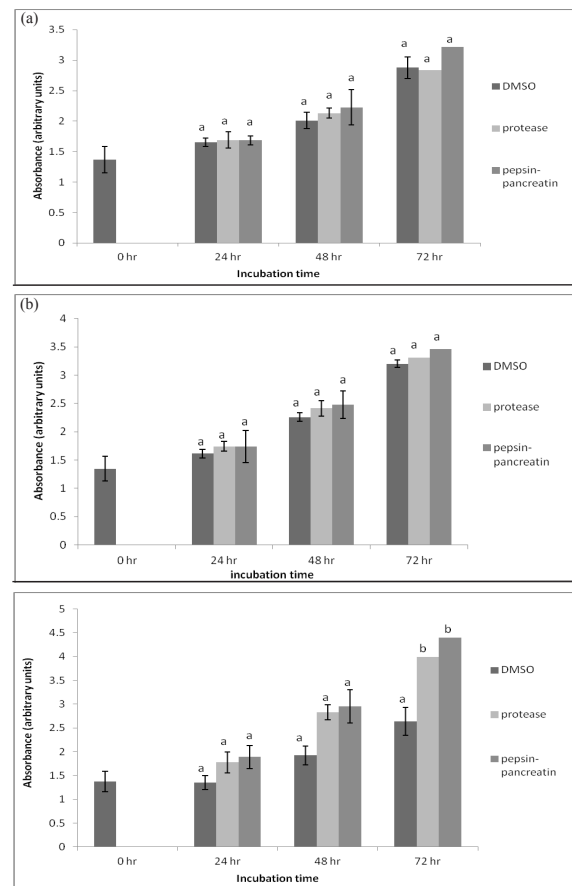 (a)
Absorbance (arbitrary units)
3.5
3
2.5
2
1.5
1
0.5
0
a a a
a a a
a a a
0 hr 24 hr 48 hr 72 hr
Incubation time
DMSO
protease
pepsin-
pancreatin
(b)
Absorbance (arbitrary units)
4
3.5
3
2.5
2
1.5
1
0.5
0
a a a
a a a
a a a
0 hr 24 hr 48 hr 72 hr
incubation time
DMSO
protease
pepsin-
pancreatin
Absorbance (arbitrary units)
5
4.5
4
3.5
3
2.5
2
1.5
1
0.5
0
a a a
a a a
a b b
0 hr 24 hr 48 hr 72 hr
Incubation time
DMSO
protease
pepsin-
pancreatin